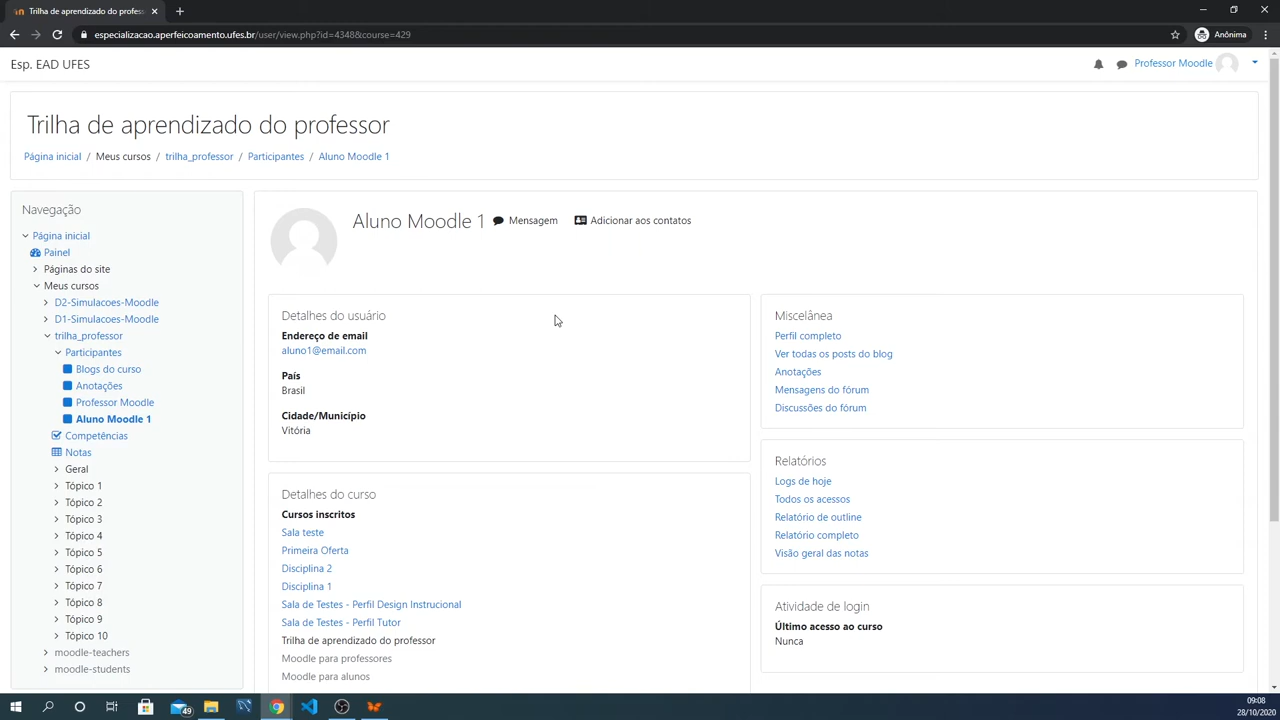 Trilha de aprendizado do profess
especializacao.aperfeicoamento.ufes.br/user/view.php?id=4348&course=429
Anônima
Esp. EAD UFES
Professor Moodle
Trilha de aprendizado do professor
Página inicial / Meus cursos / trilha_professor / Participantes / Aluno Moodle 1
Navegação
Página inicial
Painel
Páginas do site
Meus cursos
D2-Simulacoes-Moodle
D1-Simulacoes-Moodle
trilha_professor
Participantes
Blogs do curso
Anotações
Professor Moodle
Aluno Moodle 1
Competências
Notas
Geral
Tópico 1
Tópico 2
Tópico 3
Tópico 4
Tópico 5
Tópico 6
Tópico 7
Tópico 8
Tópico 9
Tópico 10
moodle-teachers
moodle-students
Aluno Moodle 1 Mensagem Adicionar aos contatos
Detalhes do usuário
Endereço de email
aluno1@email.com
País
Brasil
Cidade/Município
Vitória
Detalhes do curso
Cursos inscritos
Sala teste
Primeira Oferta
Disciplina 2
Disciplina 1
Sala de Testes - Perfil Design Instrucional
Sala de Testes - Perfil Tutor
Trilha de aprendizado do professor
Moodle para professores
Moodle para alunos
Miscelânea
Perfil completo
Ver todas os posts do blog
Anotações
Mensagens do fórum
Discussões do fórum
Relatórios
Logs de hoje
Todos os acessos
Relatório de outline
Relatório completo
Visão geral das notas
Atividade de login
Último acesso ao curso
Nunca
49
09:08
28/10/2020